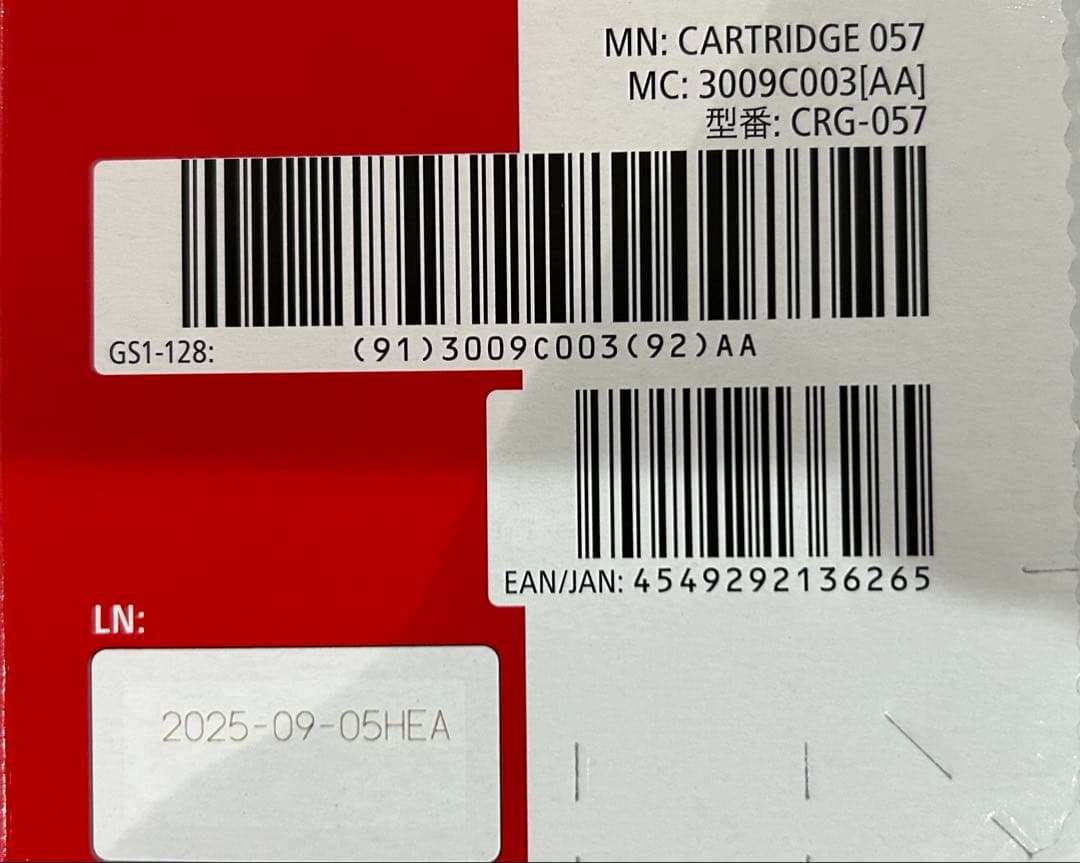 MN: CARTRIDGE 057
MC: 3009C003[AA]
型番: CRG-057
GS1-128: (91)3009C003(92)AA
EAN/JAN: 4549292136265
LN:
2025-09-05HEA